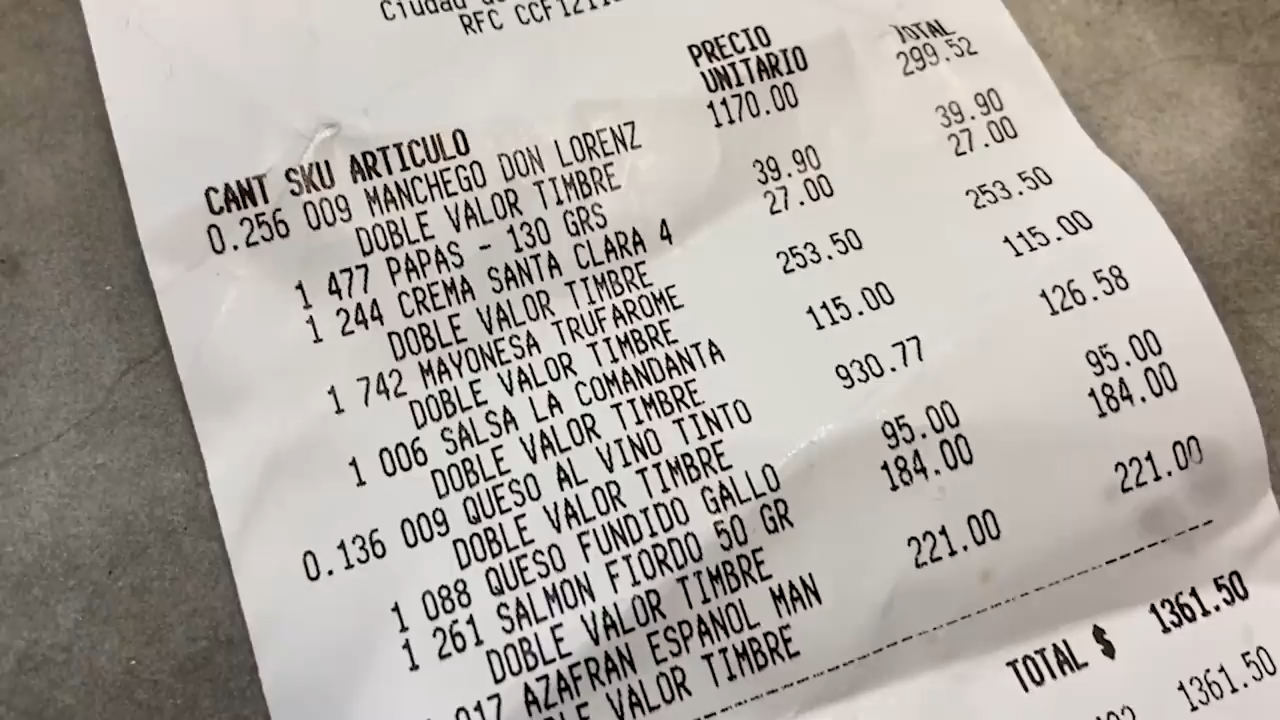 Ciudad
RFC
PRECIO UNITARIO TOTAL
CANT SKU ARTICULO
0.256 009 MANCHEGO DON LORENZ 1170.00 299.52
DOBLE VALOR TIMBRE
1 477 PAPAS - 130 GRS 39.90 39.90
1 244 CREMA SANTA CLARA 4 27.00 27.00
DOBLE VALOR TIMBRE
1 742 MAYONESA TRUFAROME 253.50 253.50
DOBLE VALOR TIMBRE
1 006 SALSA LA COMANDANTA 115.00 115.00
DOBLE VALOR TIMBRE
0.136 009 QUESO AL VINO TINTO 930.77 126.58
DOBLE VALOR TIMBRE
1 088 QUESO FUNDIDO GALLO 95.00 95.00
1 261 SALMON FIORDO 50 GR 184.00 184.00
DOBLE VALOR TIMBRE
017 AZAFRAN ESPANOL MAN 221.00 221.00
VALOR TIMBRE
TOTAL $ 1361.50
1361.50